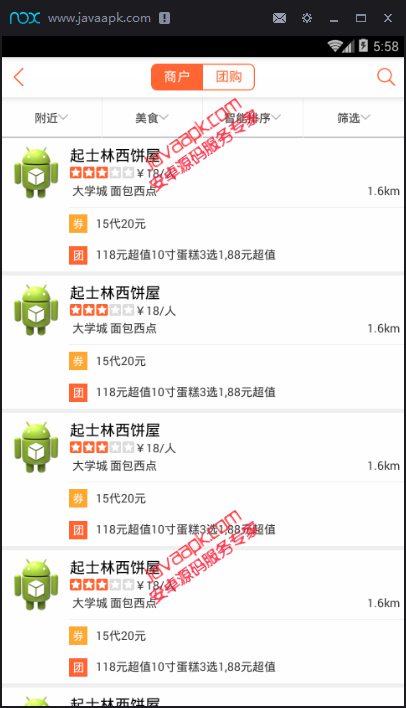 nox www.javaapk.com
5:58
商户 团购
附近 美食 智能排序 筛选
javaapk.com
安卓源码服务专家
起士林西饼屋
¥18/人
大学城 面包西点 1.6km
券 15代20元
团 118元超值10寸蛋糕3选1,88元超值
起士林西饼屋
¥18/人
大学城 面包西点 1.6km
券 15代20元
团 118元超值10寸蛋糕3选1,88元超值
起士林西饼屋
¥18/人
大学城 面包西点 1.6km
券 15代20元
团 118元超值10寸蛋糕3选1,88元超值
javaapk.com
安卓源码服务专家
起士林西饼屋
¥18/人
大学城 面包西点 1.6km
券 15代20元
团 118元超值10寸蛋糕3选1,88元超值
起士林西饼屋